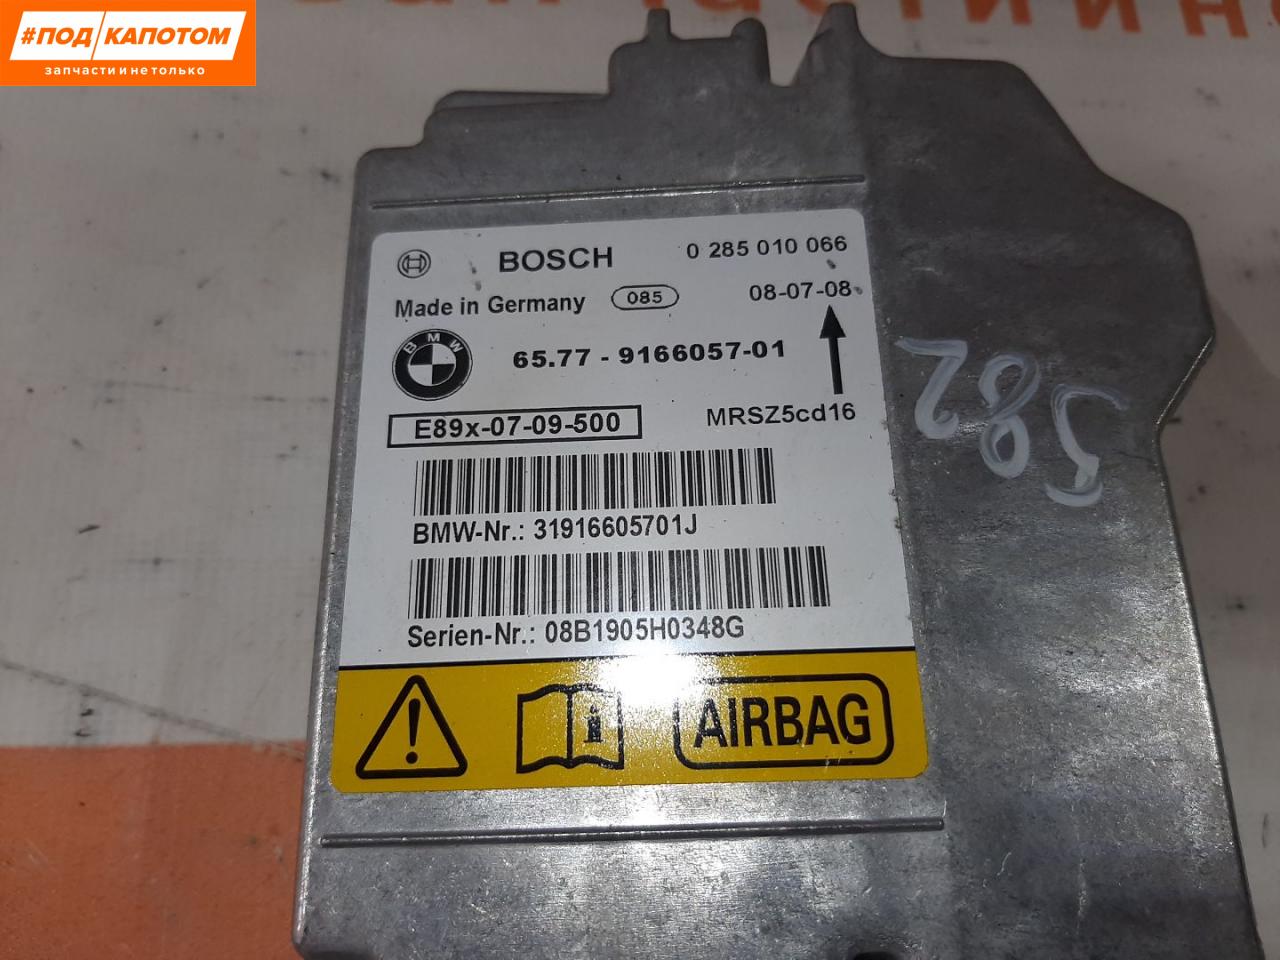 #ПОД КАПОТОМ
запчасти и не только
BOSCH 0 285 010 066
Made in Germany 085 08-07-08
BMW
65.77 - 9166057-01
E89x-07-09-500 MRSZ5cd16
BMW-Nr.: 31916605701J
Serien-Nr.: 08B1905H0348G
AIRBAG
582